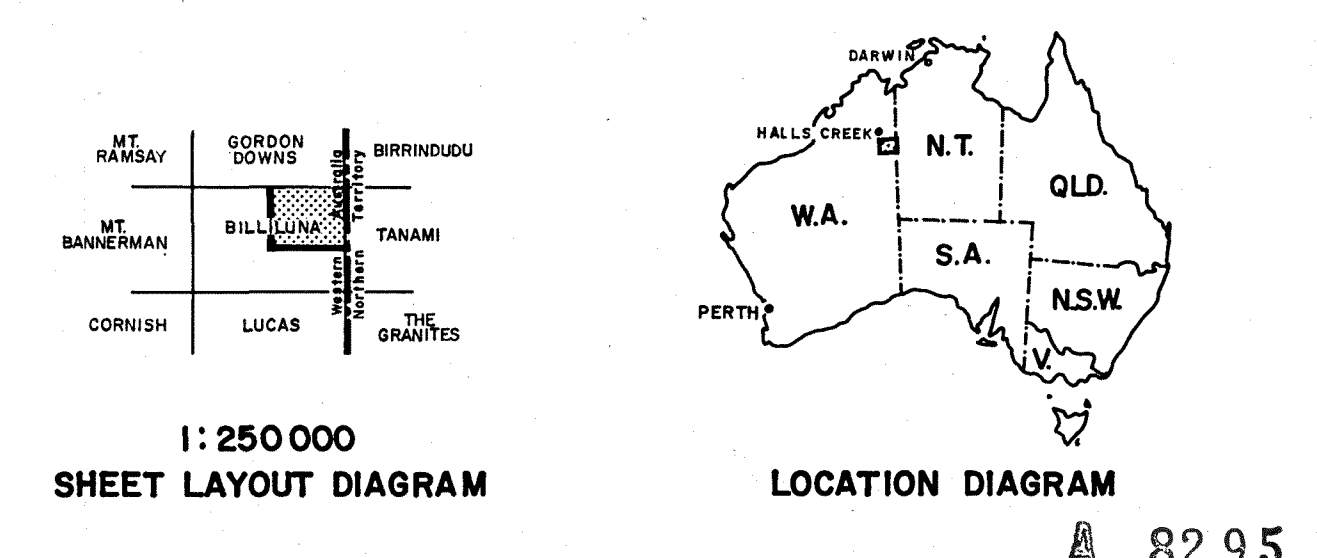 MT.
RAMSAY
GORDON
DOWNS
BIRRINDUDU
MT.
BANNERMAN
BILLILUNA
TANAMI
CORNISH
LUCAS
THE
GRANITES
Western Australia
Northern Territory
1:250 000
SHEET LAYOUT DIAGRAM
DARWIN
HALLS CREEK
N.T.
QLD.
W.A.
S.A.
N.S.W.
PERTH
V.
LOCATION DIAGRAM
A 8295